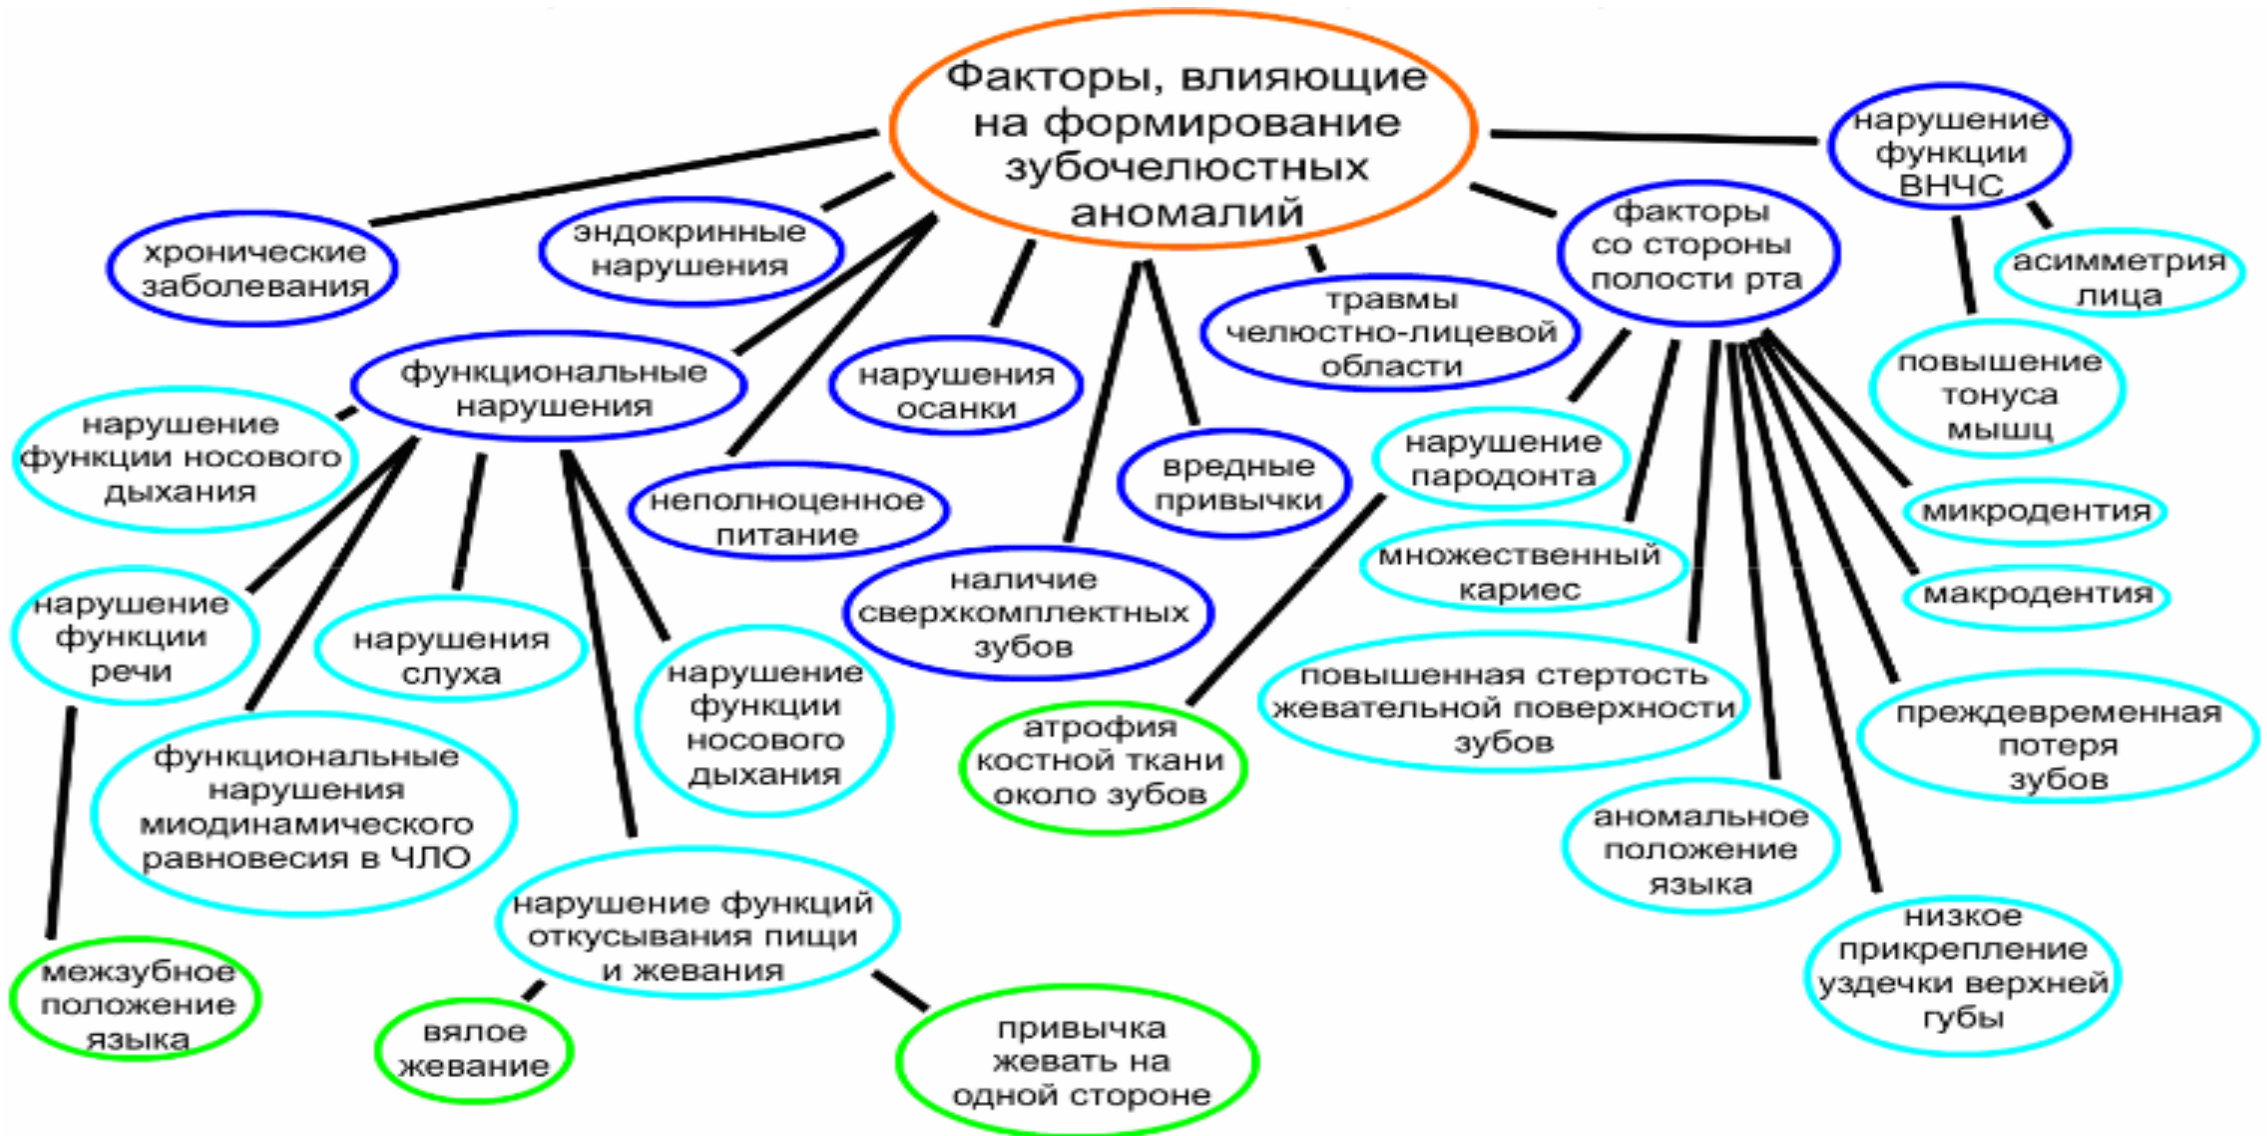 Факторы, влияющие
на формирование
зубочелюстных
аномалий
хронические
заболевания
эндокринные
нарушения
функциональные
нарушения
нарушение
функции носового
дыхания
нарушение
функции
речи
межзубное
положение
языка
функциональные
нарушения
миодинамического
равновесия в ЧЛО
нарушения
слуха
нарушение функций
откусывания пищи
и жевания
вялое
жевание
привычка
жевать на
одной стороне
нарушение
функции
носового
дыхания
неполноценное
питание
нарушения
осанки
наличие
сверхкомплектных
зубов
вредные
привычки
травмы
челюстно-лицевой
области
факторы
со стороны
полости рта
нарушение
пародонта
атрофия
костной ткани
около зубов
множественный
кариес
повышенная стертость
жевательной поверхности
зубов
аномальное
положение
языка
низкое
прикрепление
уздечки верхней
губы
преждевременная
потеря
зубов
макродентия
микродентия
нарушение
функции
ВНЧС
повышение
тонуса
мышц
асимметрия
лица